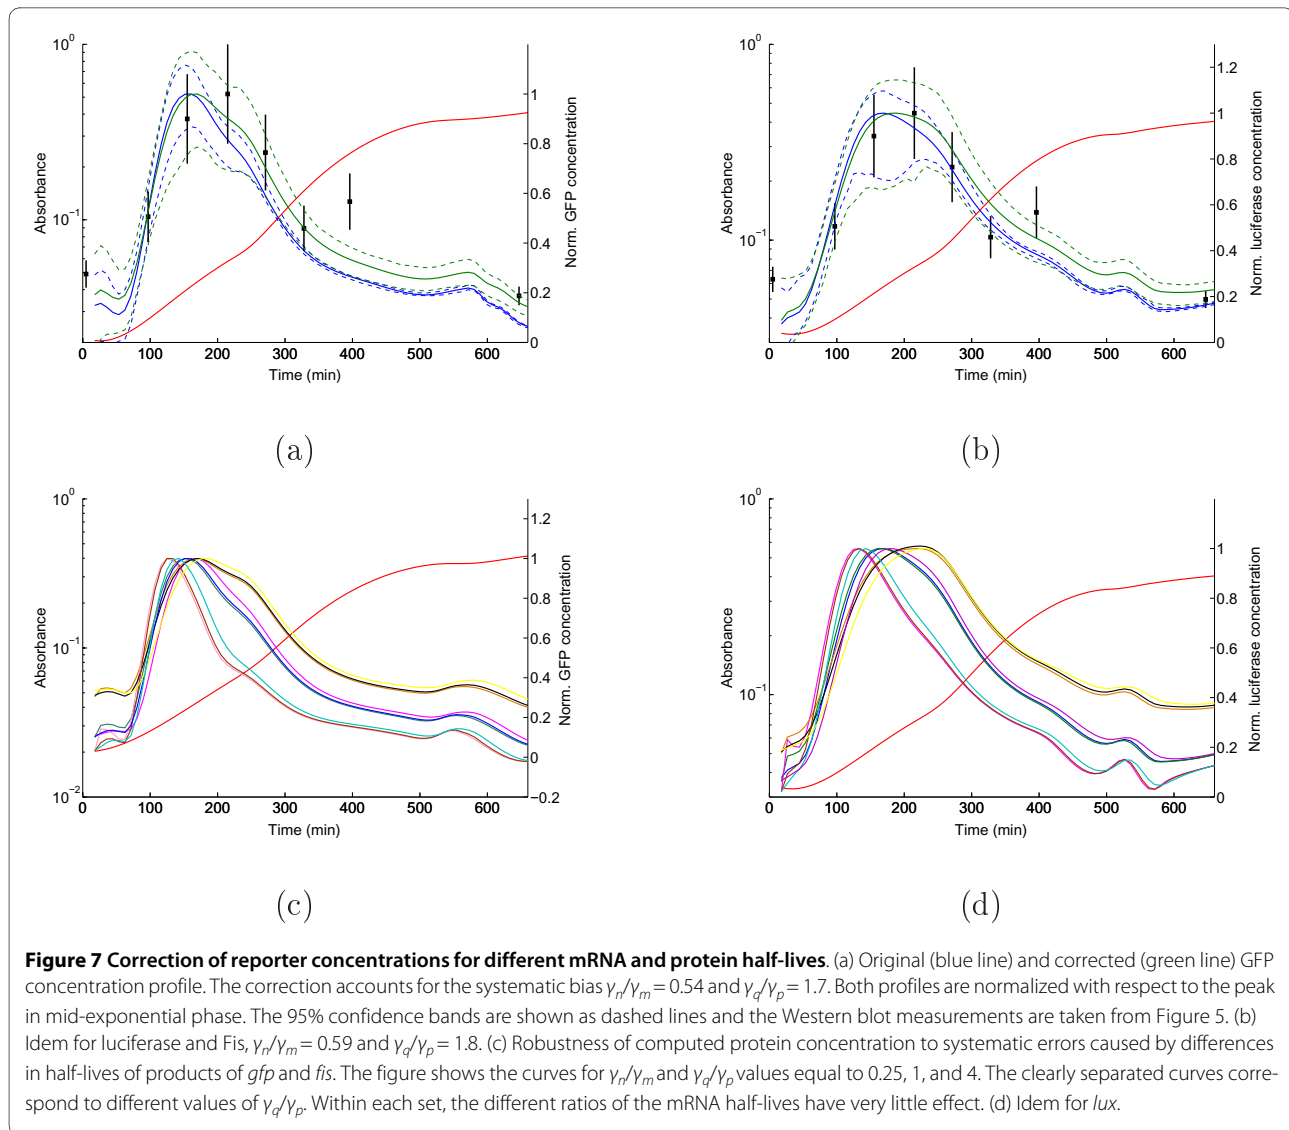 10^0
10^-1
Absorbance
1
0.8
0.6
0.4
0.2
0
Norm. GFP concentration
0 100 200 300 400 500 600
Time (min)
(a)
10^0
10^-1
Absorbance
1.2
1
0.8
0.6
0.4
0.2
0
Norm. luciferase concentration
0 100 200 300 400 500 600
Time (min)
(b)
10^0
10^-1
10^-2
Absorbance
1.2
1
0.8
0.6
0.4
0.2
0
−0.2
Norm. GFP concentration
0 100 200 300 400 500 600
Time (min)
(c)
10^0
10^-1
Absorbance
1
0.8
0.6
0.4
0.2
0
Norm. luciferase concentration
0 100 200 300 400 500 600
Time (min)
(d)
Figure 7 Correction of reporter concentrations for different mRNA and protein half-lives. (a) Original (blue line) and corrected (green line) GFP
concentration profile. The correction accounts for the systematic bias γn/γm = 0.54 and γq/γp = 1.7. Both profiles are normalized with respect to the peak
in mid-exponential phase. The 95% confidence bands are shown as dashed lines and the Western blot measurements are taken from Figure 5. (b)
Idem for luciferase and Fis, γn/γm = 0.59 and γq/γp = 1.8. (c) Robustness of computed protein concentration to systematic errors caused by differences
in half-lives of products of gfp and fis. The figure shows the curves for γn/γm and γq/γp values equal to 0.25, 1, and 4. The clearly separated curves corre-
spond to different values of γq/γp. Within each set, the different ratios of the mRNA half-lives have very little effect. (d) Idem for lux.